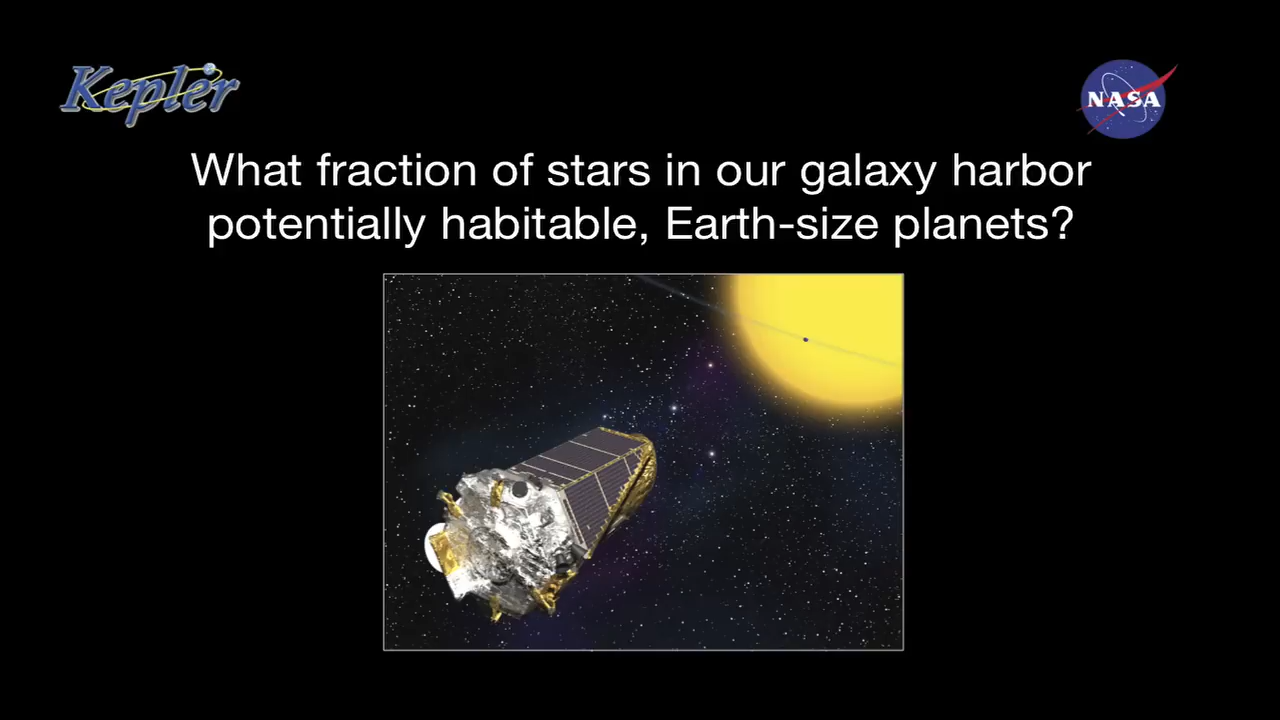 Kepler
NASA
What fraction of stars in our galaxy harbor
potentially habitable, Earth-size planets?